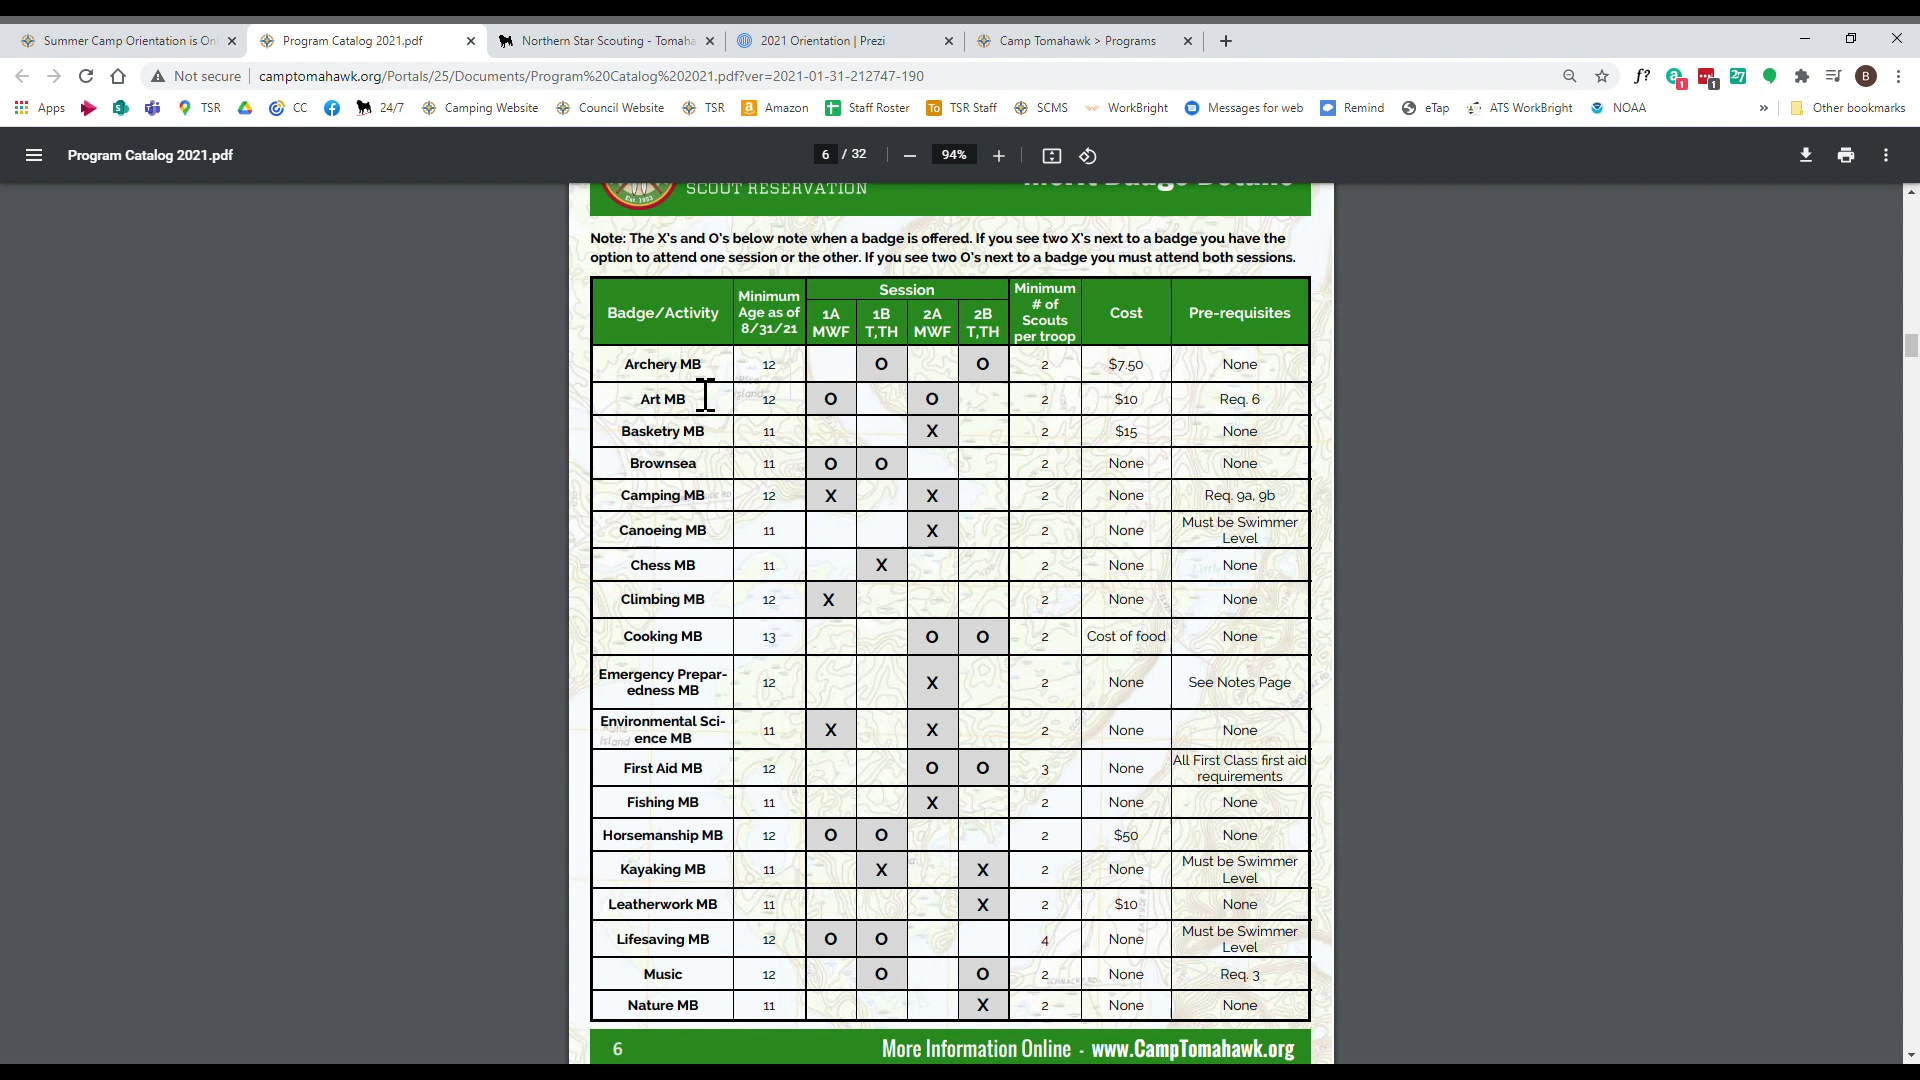 Summer Camp Orientation is On
Program Catalog 2021.pdf
Northern Star Scouting - Tomaha
2021 Orientation | Prezi
Camp Tomahawk > Programs
Not secure
camptomahawk.org/Portals/25/Documents/Program%20Catalog%202021.pdf?ver=2021-01-31-212747-190
f?
1
1
27
B
Apps
TSR
CC
24/7
Camping Website
Council Website
TSR
Amazon
Staff Roster
To
TSR Staff
SCMS
WorkBright
Messages for web
Remind
eTap
ATS WorkBright
NOAA
»
Other bookmarks
Program Catalog 2021.pdf
6 / 32
94%
Est. 1953
SCOUT RESERVATION
Merit Badge Details
Note: The X's and O's below note when a badge is offered. If you see two X's next to a badge you have the
option to attend one session or the other. If you see two O's next to a badge you must attend both sessions.
Badge/Activity
Minimum
Age as of
8/31/21
Session
1A
MWF
1B
T,TH
2A
MWF
2B
T,TH
Minimum
# of
Scouts
per troop
Cost
Pre-requisites
Archery MB 12 O O 2 $7.50 None
Art MB 12 O O 2 $10 Req. 6
Basketry MB 11 X 2 $15 None
Brownsea 11 O O 2 None None
Camping MB 12 X X 2 None Req. 9a, 9b
Canoeing MB 11 X 2 None Must be Swimmer
Level
Chess MB 11 X 2 None None
Climbing MB 12 X 2 None None
Cooking MB 13 O O 2 Cost of food None
Emergency Prepar-
edness MB 12 X 2 None See Notes Page
Environmental Sci-
ence MB 11 X X 2 None None
First Aid MB 12 O O 3 None All First Class first aid
requirements
Fishing MB 11 X 2 None None
Horsemanship MB 12 O O 2 $50 None
Kayaking MB 11 X X 2 None Must be Swimmer
Level
Leatherwork MB 11 X 2 $10 None
Lifesaving MB 12 O O 4 None Must be Swimmer
Level
Music 12 O O 2 None Req. 3
Nature MB 11 X 2 None None
6
More Information Online - www.CampTomahawk.org